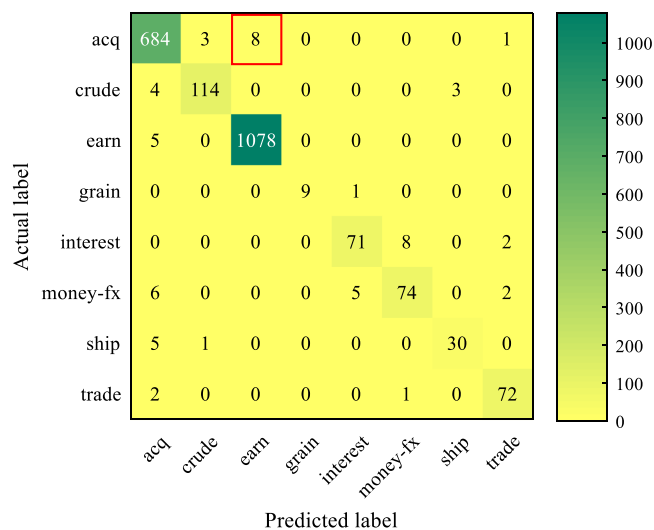 acq 684 3 8 0 0 0 0 1
crude 4 114 0 0 0 0 3 0
earn 5 0 1078 0 0 0 0 0
grain 0 0 0 9 1 0 0 0
interest 0 0 0 0 71 8 0 2
money-fx 6 0 0 0 5 74 0 2
ship 5 1 0 0 0 0 30 0
trade 2 0 0 0 0 1 0 72
acq crude earn grain interest money-fx ship trade
Predicted label
Actual label
1000
900
800
700
600
500
400
300
200
100
0